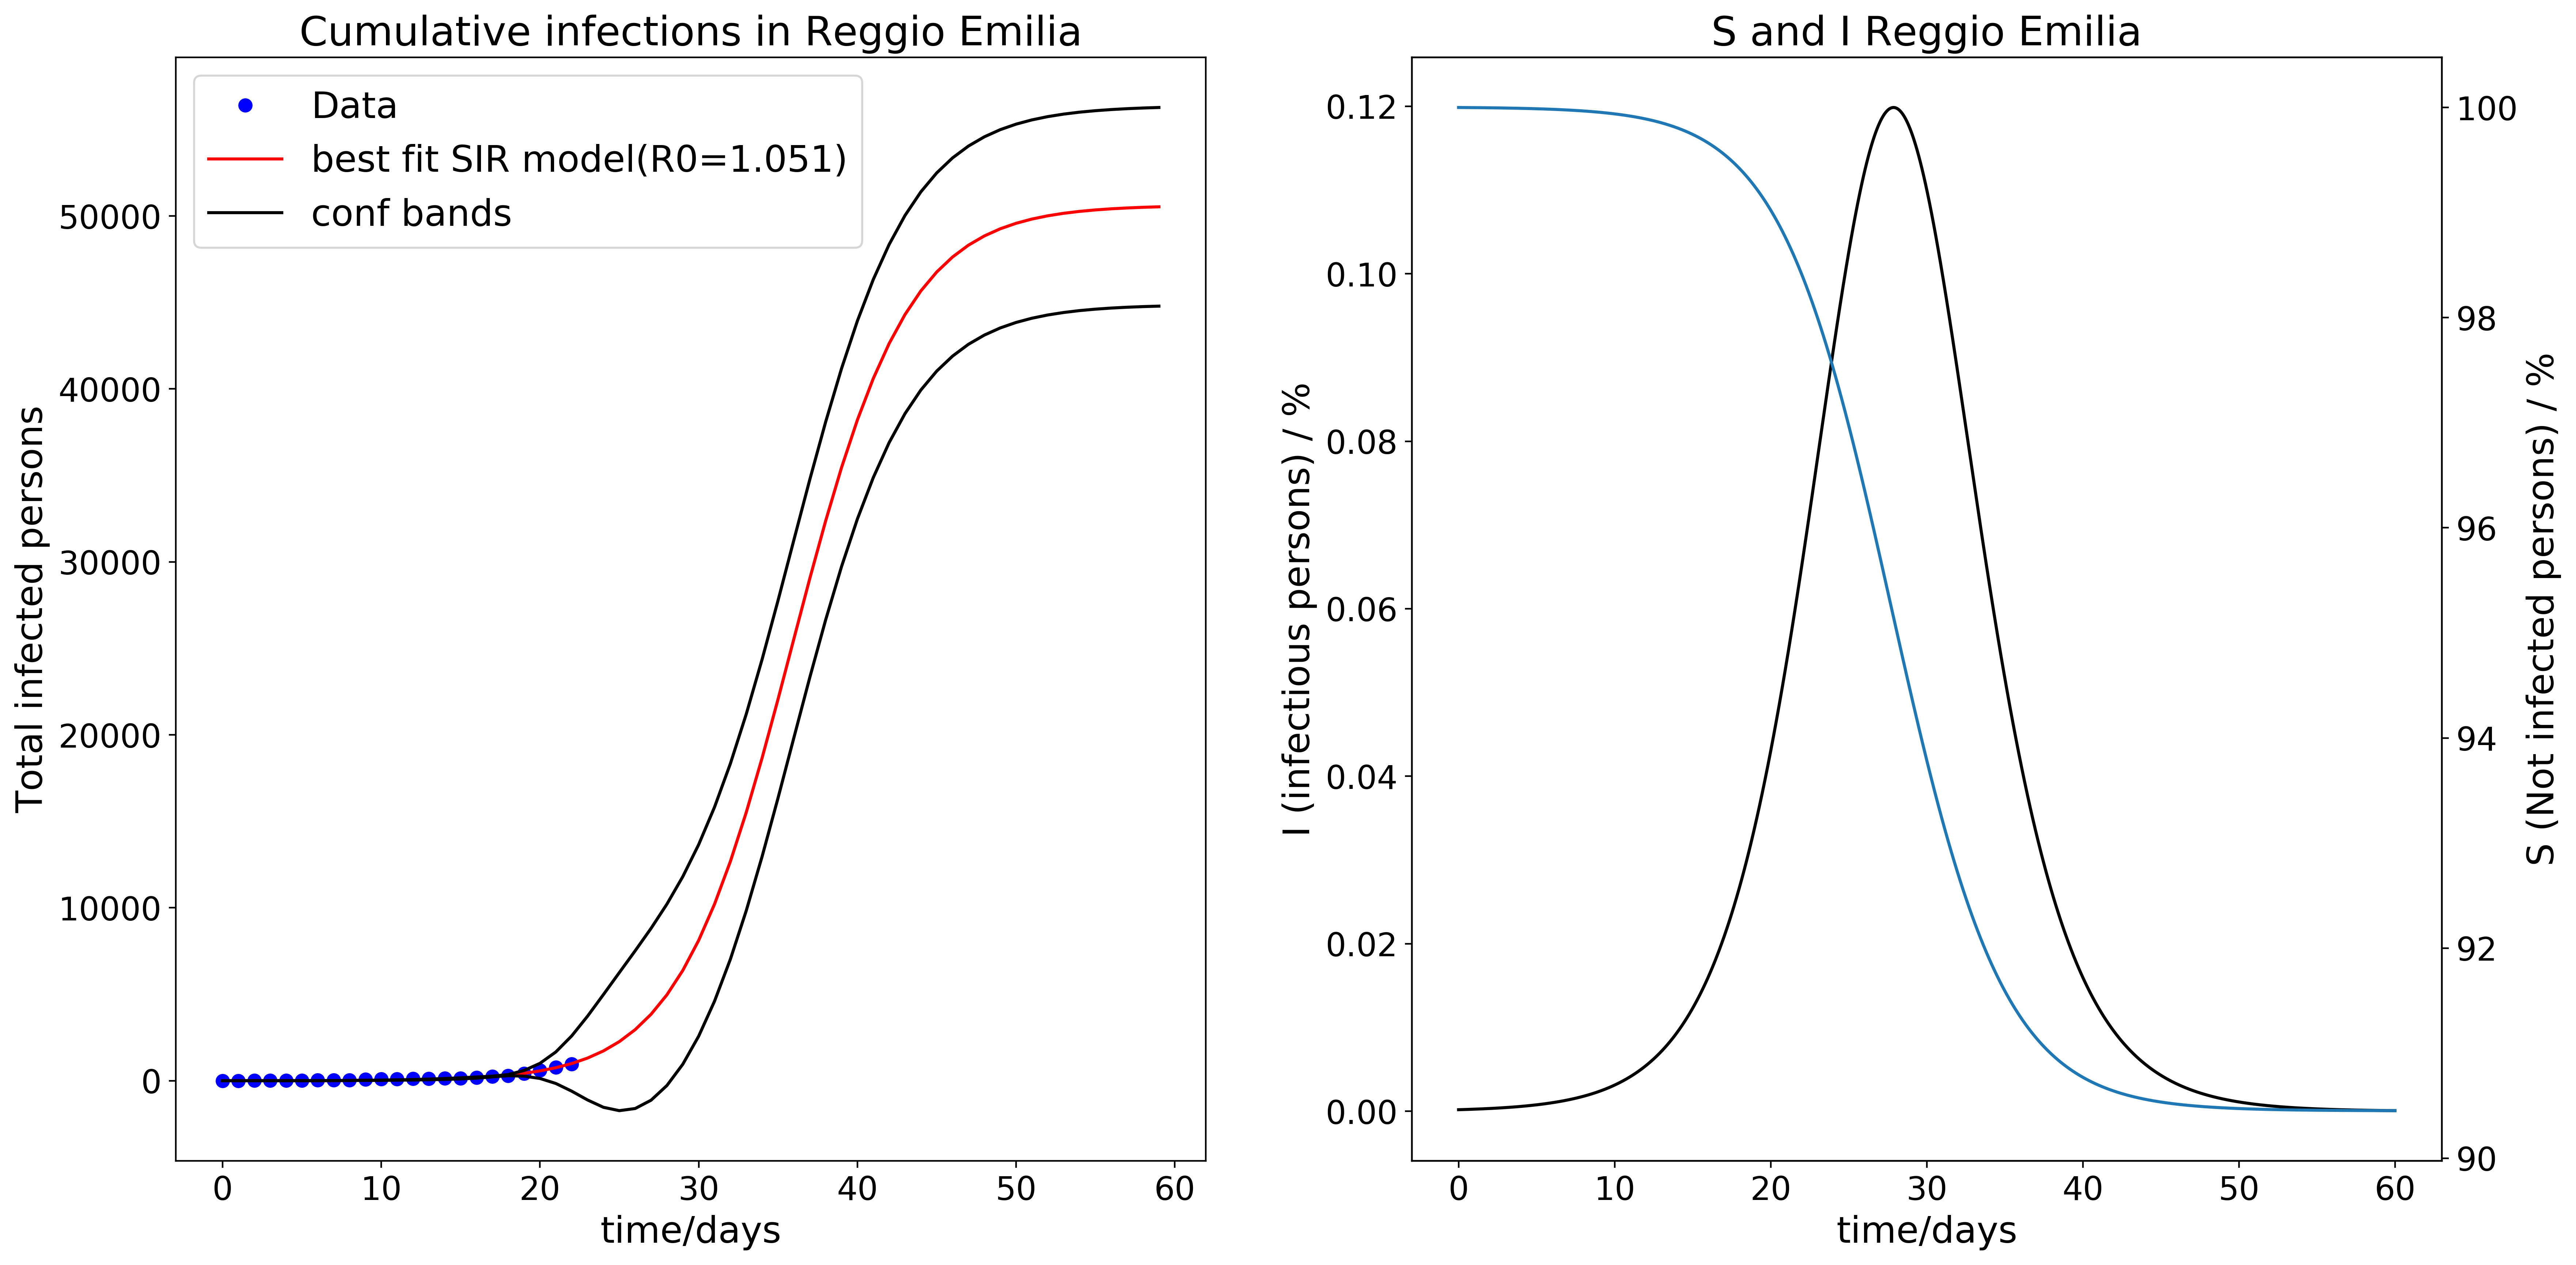 Cumulative infections in Reggio Emilia
Data
best fit SIR model(R0=1.051)
conf bands
Total infected persons
50000
40000
30000
20000
10000
0
0 10 20 30 40 50 60
time/days
S and I Reggio Emilia
I (infectious persons) / %
0.12
0.10
0.08
0.06
0.04
0.02
0.00
0 10 20 30 40 50 60
time/days
100
98
96
94
92
90
S (Not infected persons) / %